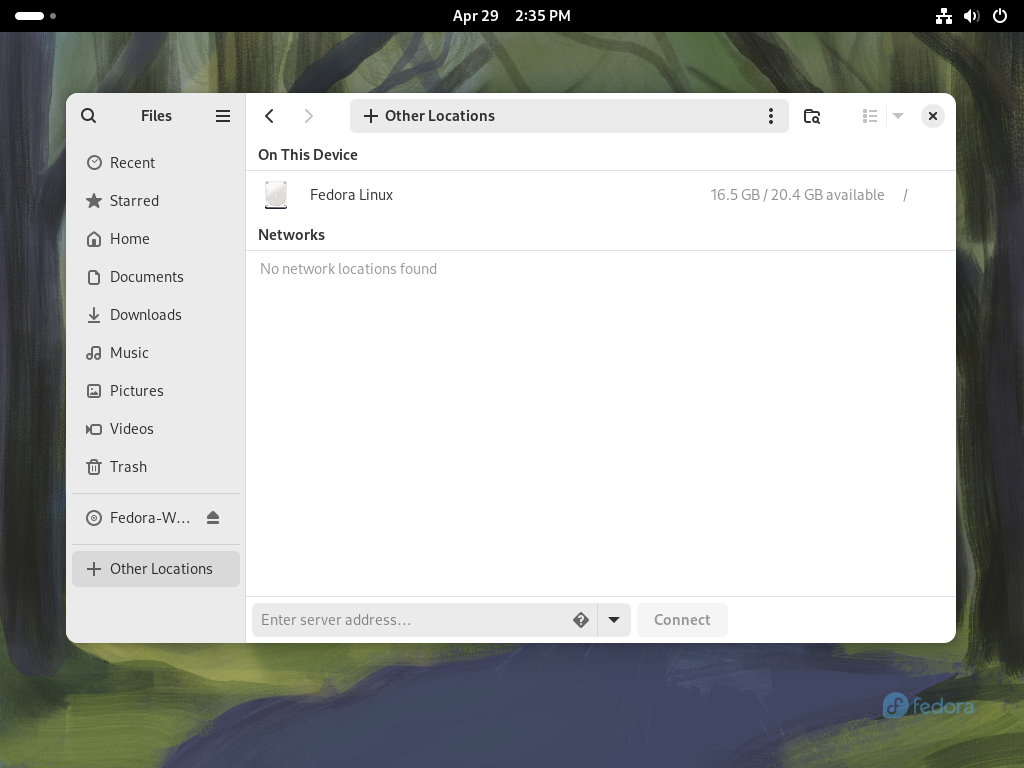 Apr 29 2:35 PM
Files
Other Locations
Recent
Starred
Home
Documents
Downloads
Music
Pictures
Videos
Trash
Fedora-W…
Other Locations
On This Device
Fedora Linux 16.5 GB / 20.4 GB available /
Networks
No network locations found
Enter server address…
Connect
fedora